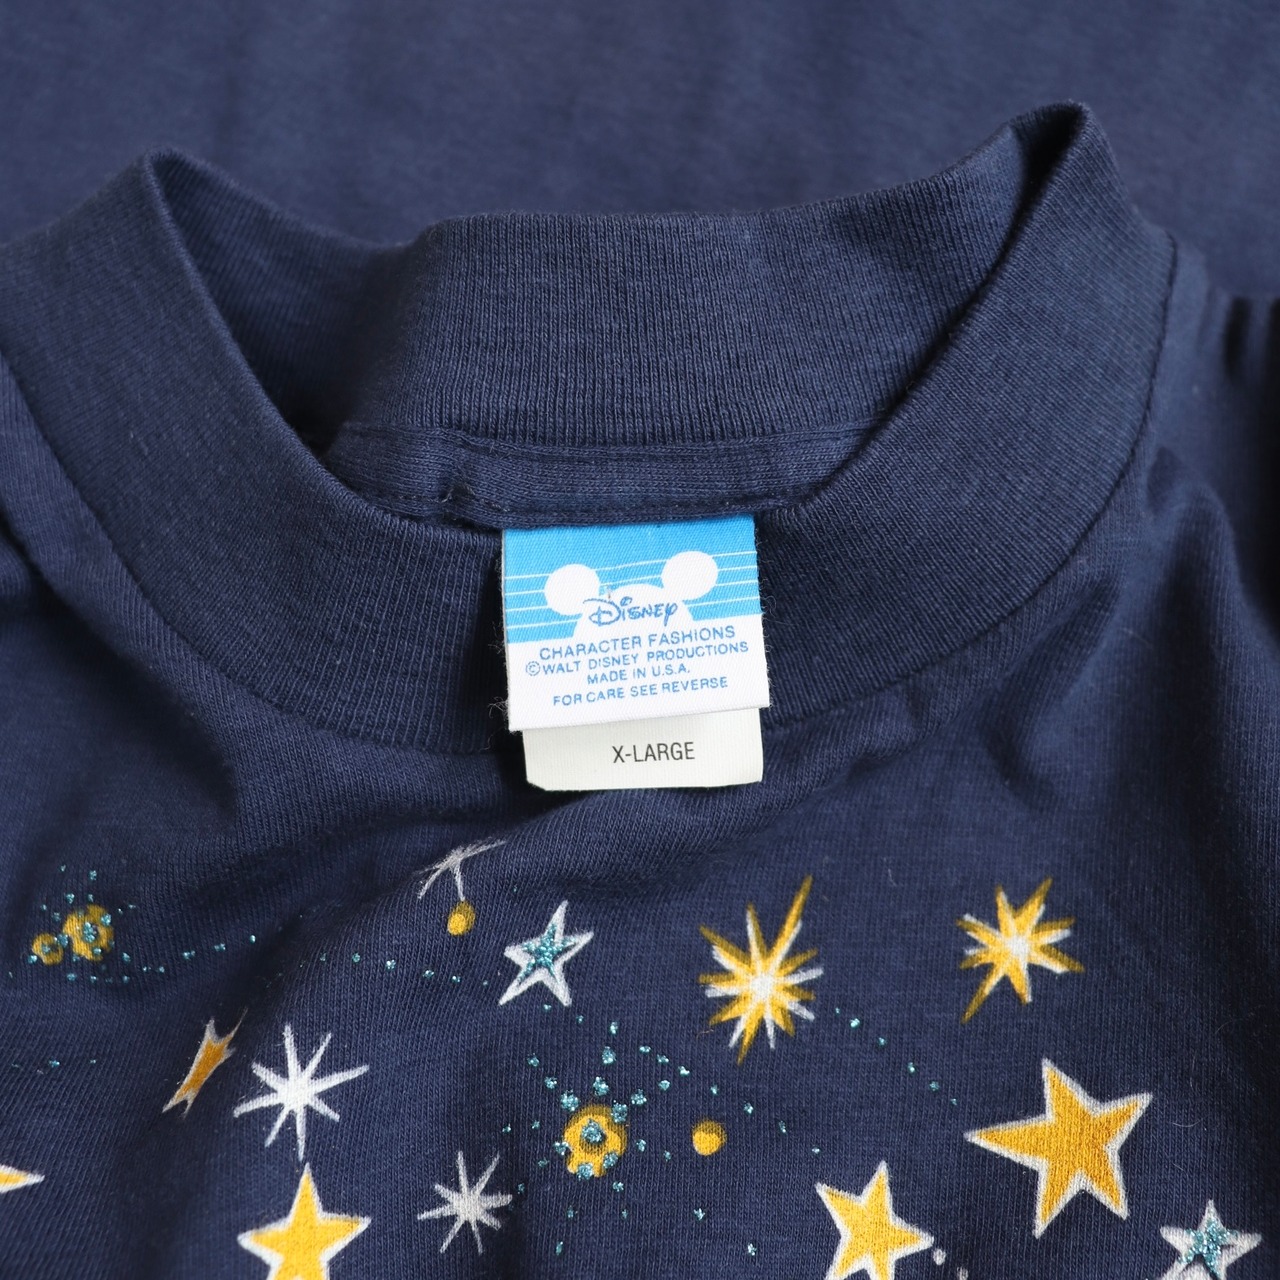 Disney
CHARACTER FASHIONS
©WALT DISNEY PRODUCTIONS
MADE IN U.S.A.
FOR CARE SEE REVERSE
X-LARGE